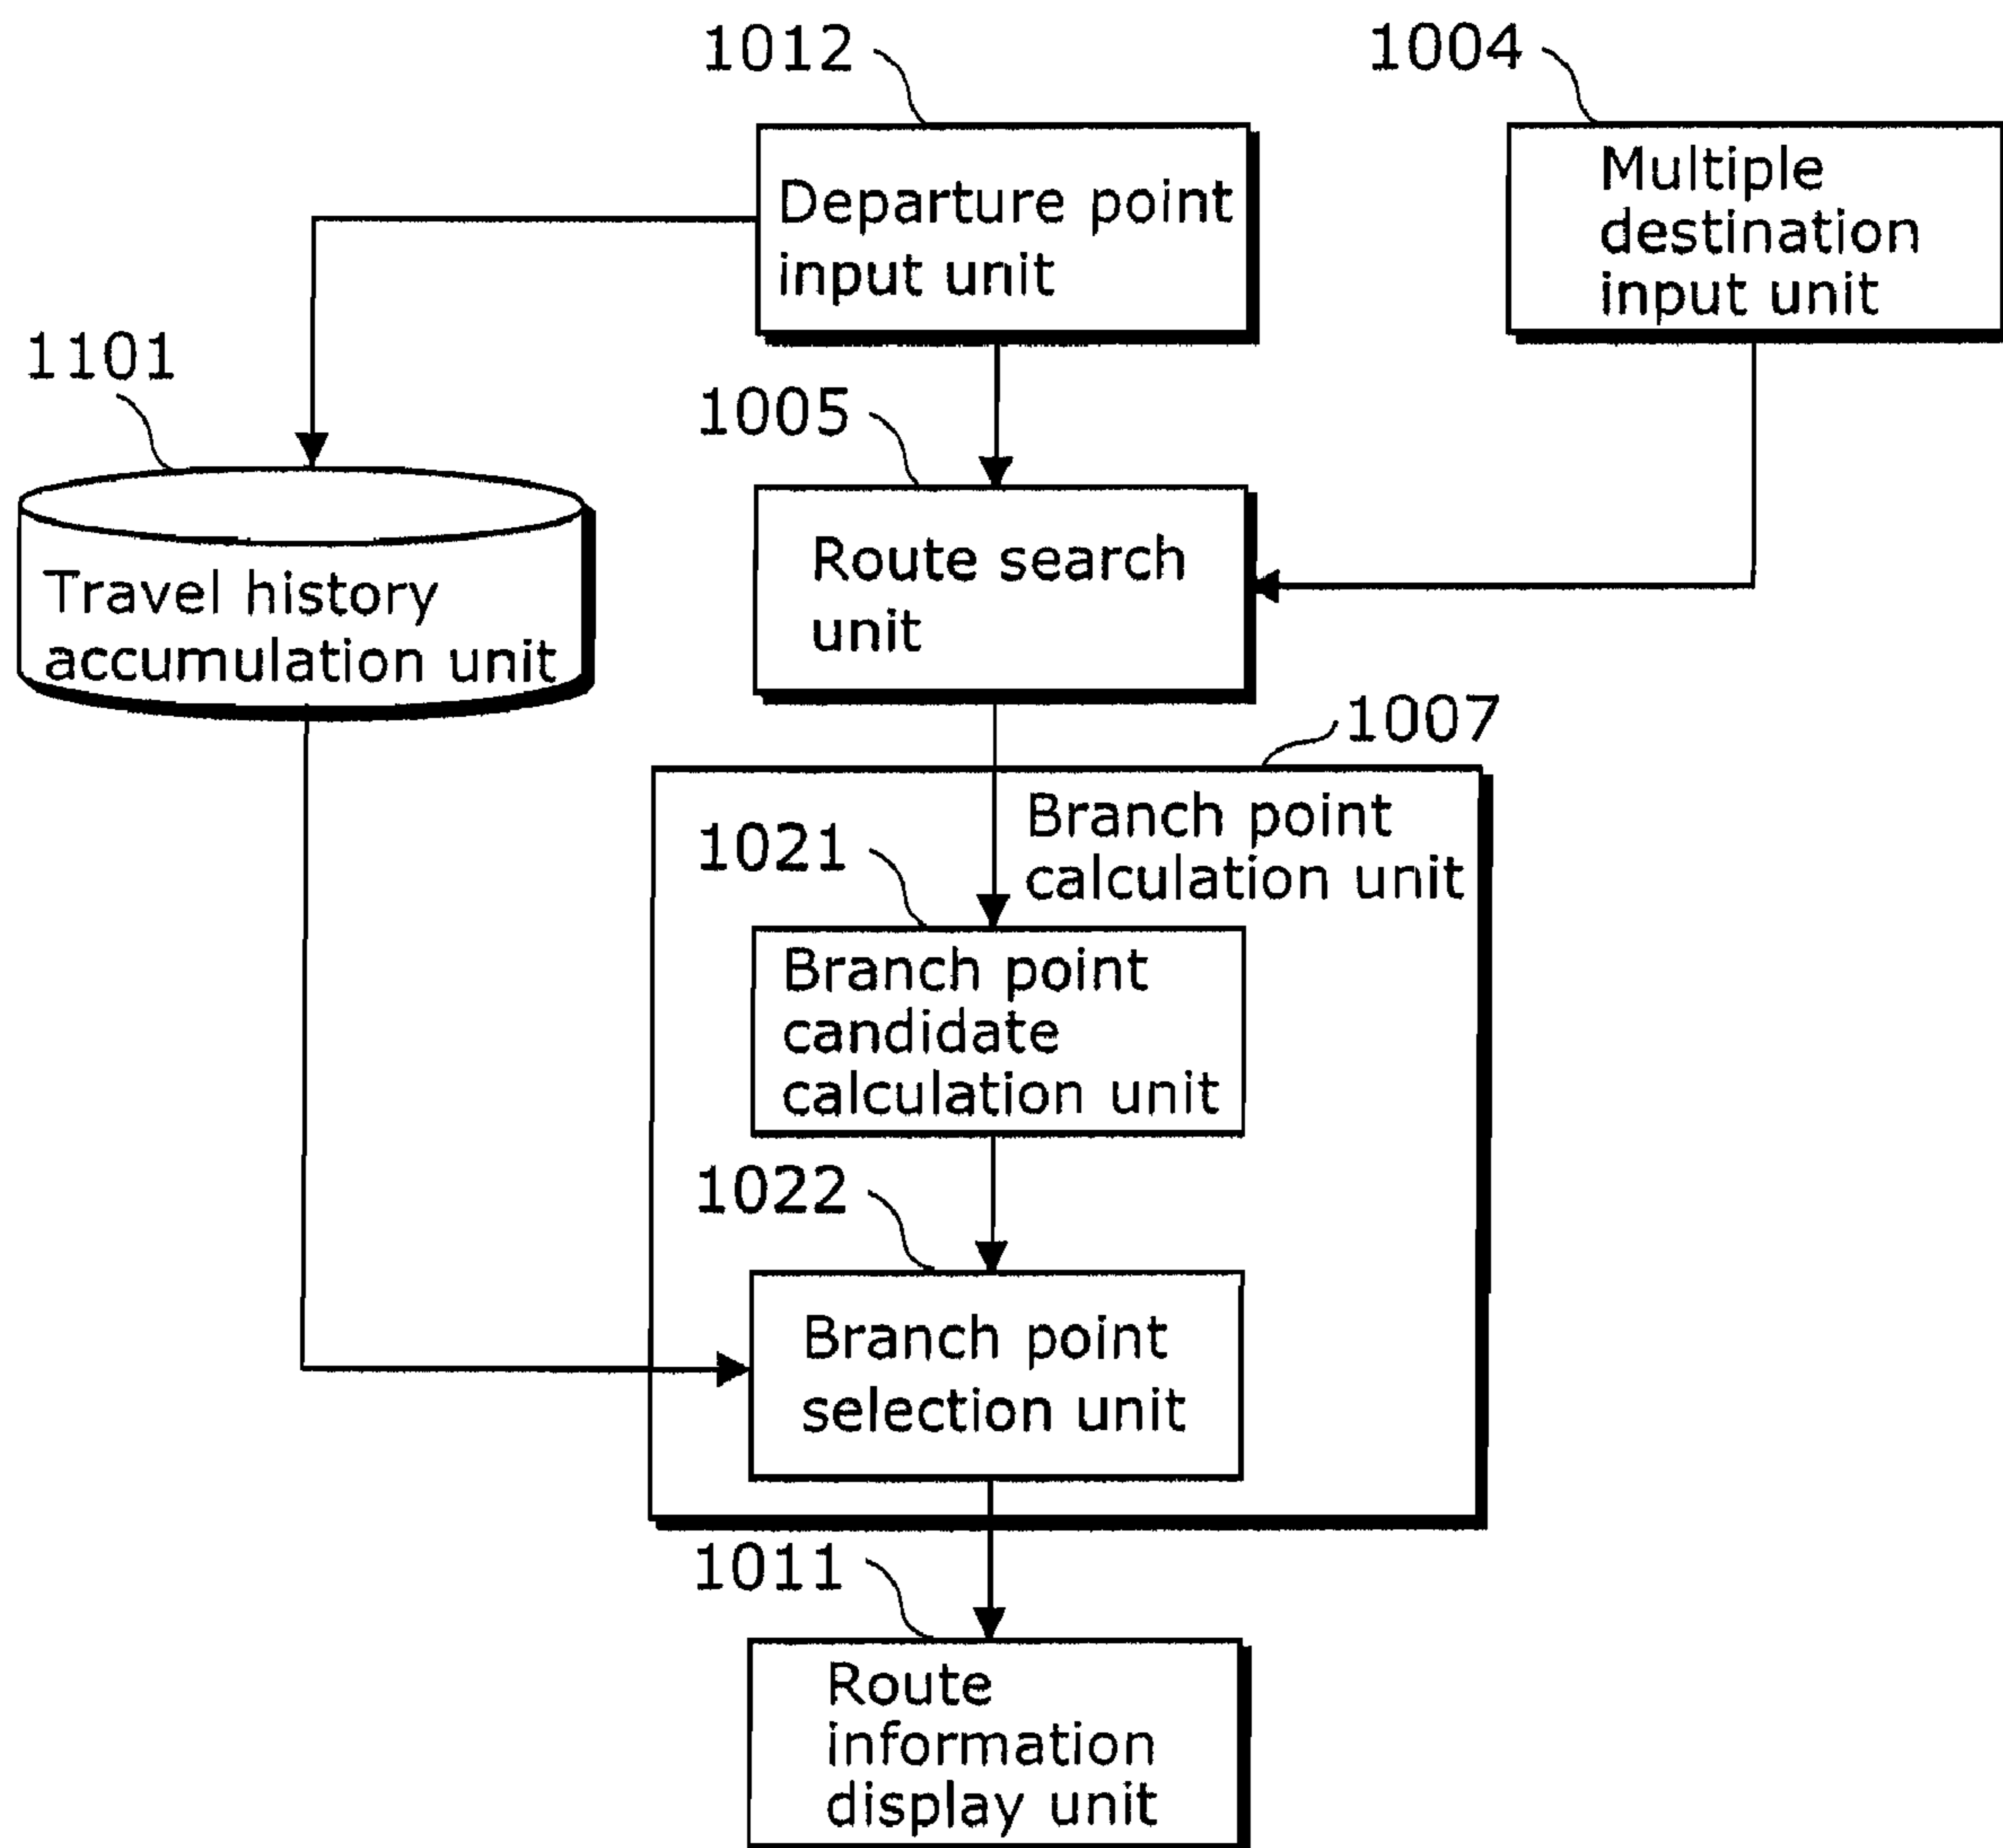 1012
1004
Departure point
input unit
Multiple
destination
input unit
1101
1005
Travel history
accumulation unit
Route search
unit
1007
Branch point
calculation unit
1021
Branch point
candidate
calculation unit
1022
Branch point
selection unit
1011
Route
information
display unit